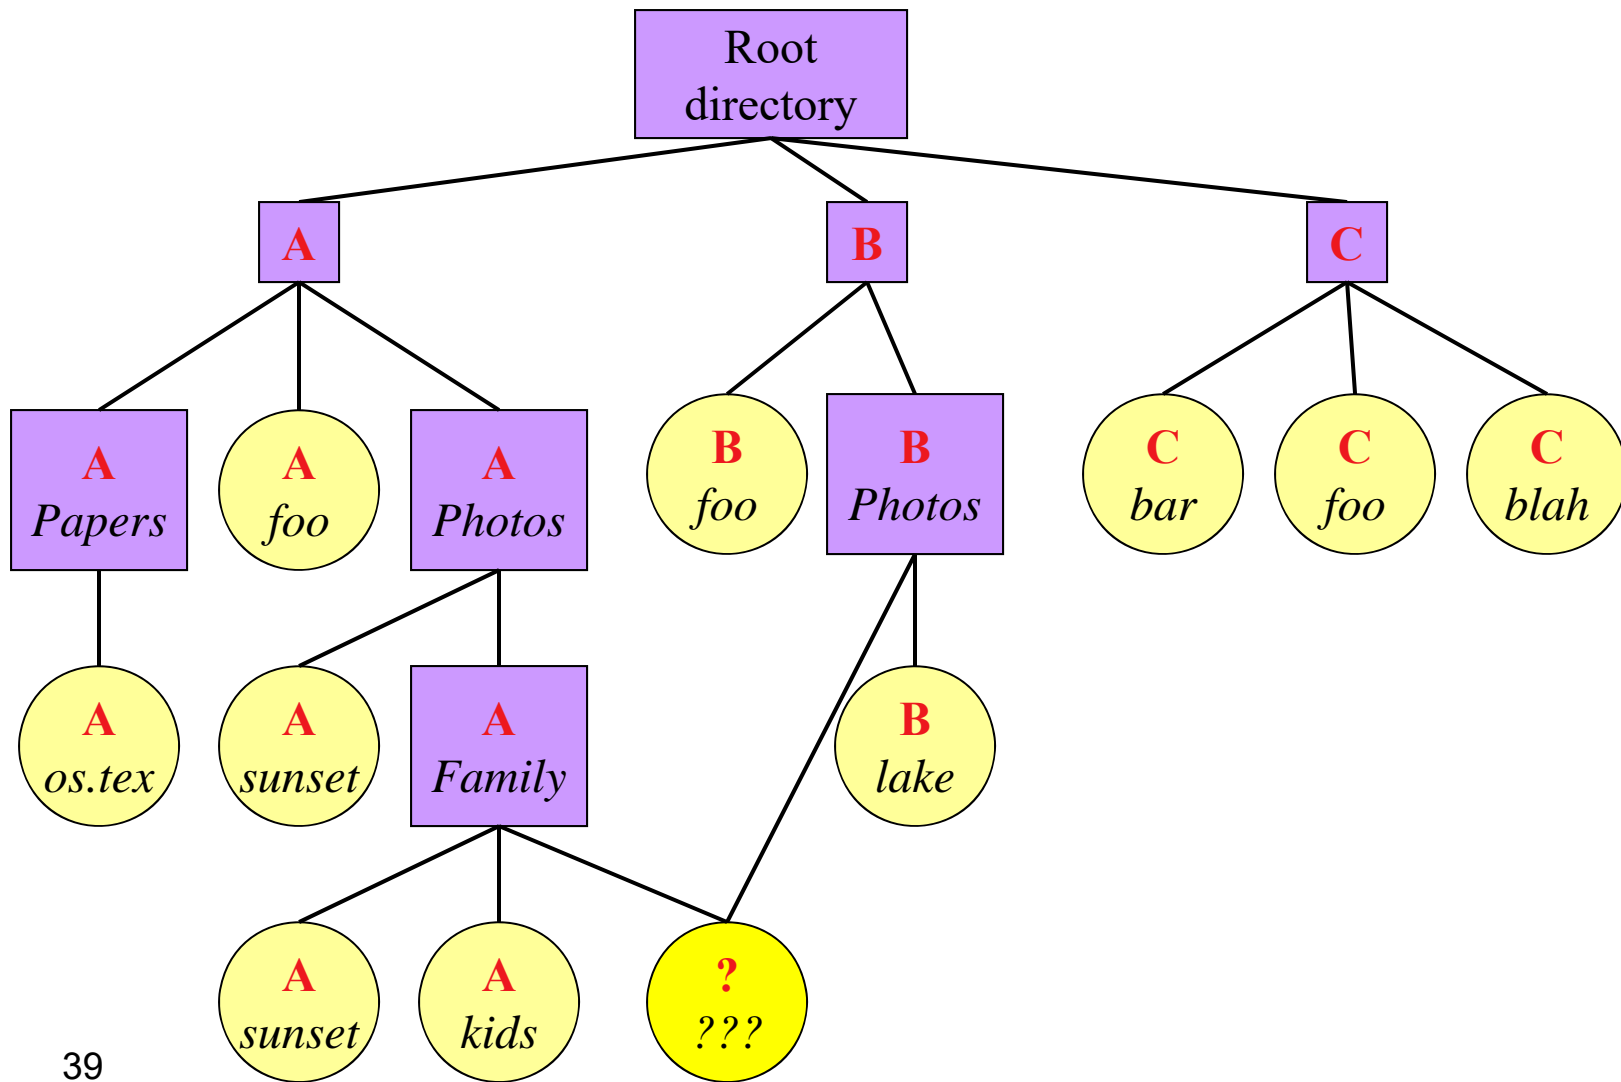 Root
directory
A
B
C
A
Papers
A
foo
A
Photos
B
foo
B
Photos
C
bar
C
foo
C
blah
A
os.tex
A
sunset
A
Family
B
lake
A
sunset
A
kids
?
???
39